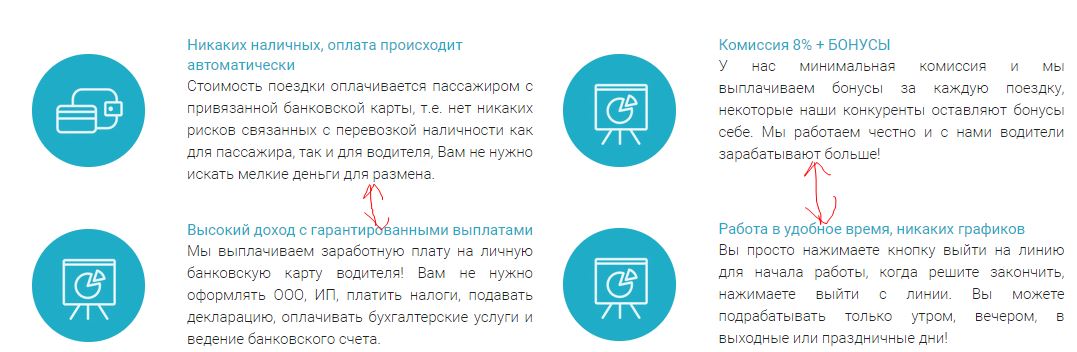 Никаких наличных, оплата происходит
автоматически
Стоимость поездки оплачивается пассажиром с
привязанной банковской карты, т.е. нет никаких
рисков связанных с перевозкой наличности как
для пассажира, так и для водителя, Вам не нужно
искать мелкие деньги для размена.
Комиссия 8% + БОНУСЫ
У нас минимальная комиссия и мы
выплачиваем бонусы за каждую поездку,
некоторые наши конкуренты оставляют бонусы
себе. Мы работаем честно и с нами водители
зарабатывают больше!
Высокий доход с гарантированными выплатами
Мы выплачиваем заработную плату на личную
банковскую карту водителя! Вам не нужно
оформлять ООО, ИП, платить налоги, подавать
декларацию, оплачивать бухгалтерские услуги и
ведение банковского счета.
Работа в удобное время, никаких графиков
Вы просто нажимаете кнопку выйти на линию
для начала работы, когда решите закончить,
нажимаете выйти с линии. Вы можете
подрабатывать только утром, вечером, в
выходные или праздничные дни!